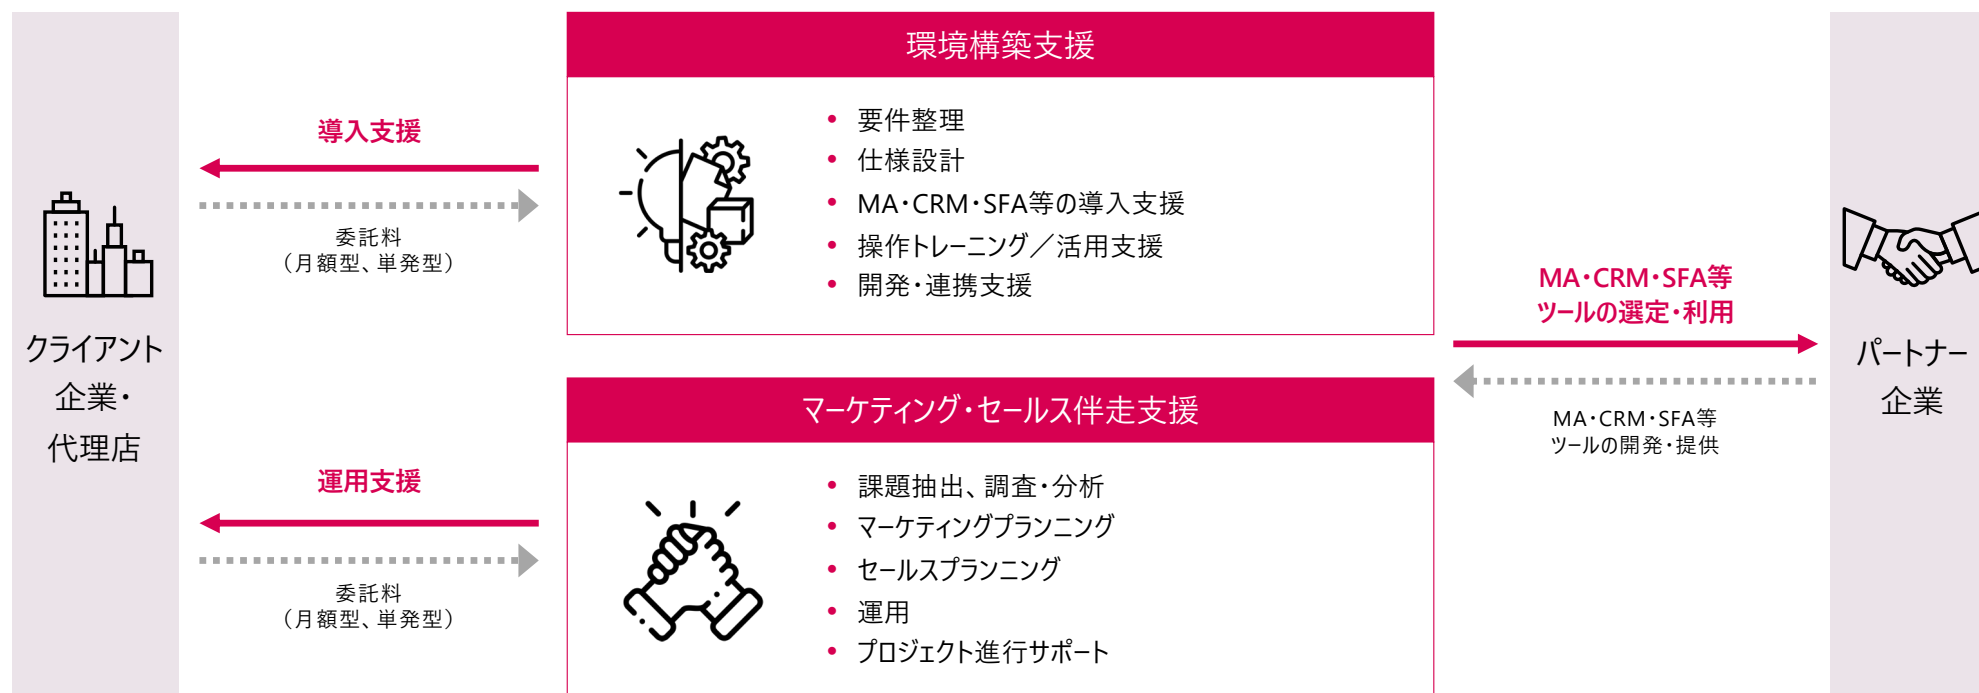 クライアント
企業・
代理店
導入支援
委託料
（月額型、単発型）
運用支援
委託料
（月額型、単発型）
環境構築支援
• 要件整理
• 仕様設計
• MA・CRM・SFA等の導入支援
• 操作トレーニング／活用支援
• 開発・連携支援
マーケティング・セールス伴走支援
• 課題抽出、調査・分析
• マーケティングプランニング
• セールスプランニング
• 運用
• プロジェクト進行サポート
MA・CRM・SFA等
ツールの選定・利用
MA・CRM・SFA等
ツールの開発・提供
パートナー
企業